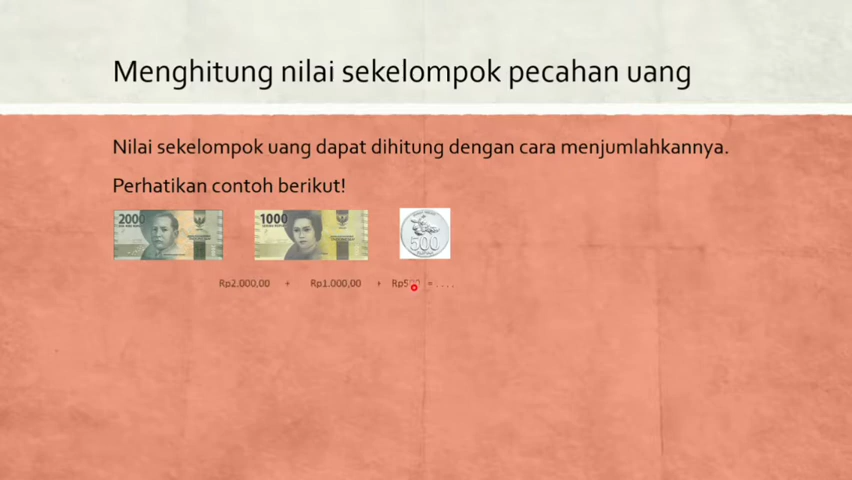 Menghitung nilai sekelompok pecahan uang
Nilai sekelompok uang dapat dihitung dengan cara menjumlahkannya.
Perhatikan contoh berikut!
2000 1000 500
Rp2.000,00 + Rp1.000,00 + = . . . .